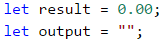 let result = 0.00;
let output = "";